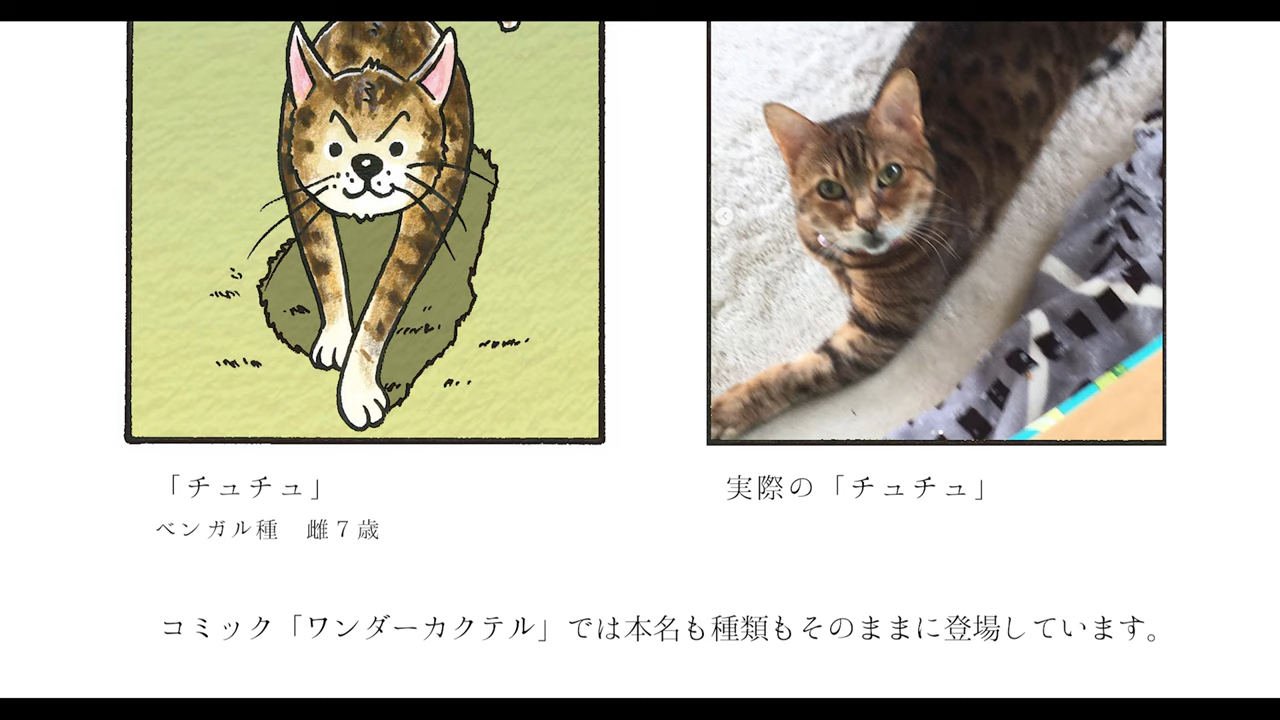 「チュチュ」
実際の「チュチュ」
ベンガル種　雌７歳
コミック「ワンダーカクテル」では本名も種類もそのままに登場しています。